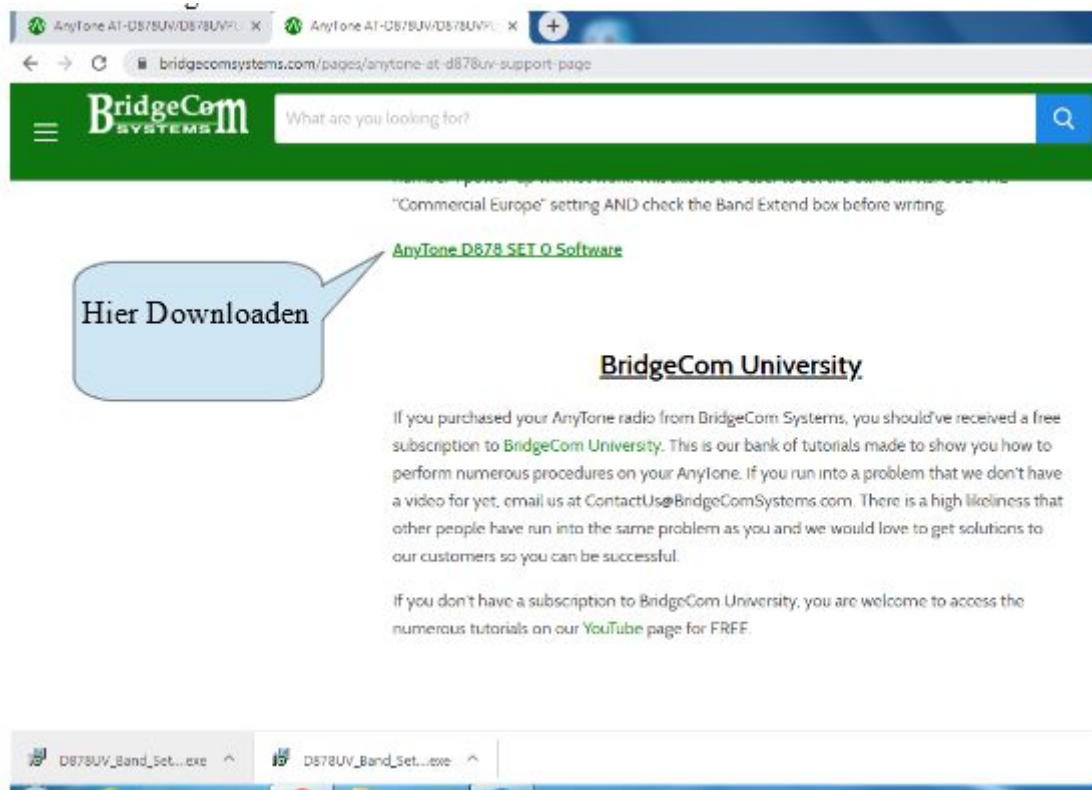 AnyTone AT-D878UV/D878UVPL
AnyTone AT-D878UV/D878UVPL
bridgecomsystems.com/pages/anytone-at-d878uv-support-page
BridgeCom
SYSTEMS
What are you looking for?
"Commercial Europe" setting AND check the Band Extend box before writing.
AnyTone D878 SET O Software
Hier Downloaden
BridgeCom University
If you purchased your AnyTone radio from BridgeCom Systems, you should've received a free
subscription to BridgeCom University. This is our bank of tutorials made to show you how to
perform numerous procedures on your AnyTone. If you run into a problem that we don't have
a video for yet, email us at ContactUs@BridgeComSystems.com. There is a high likeliness that
other people have run into the same problem as you and we would love to get solutions to
our customers so you can be successful.
If you don't have a subscription to BridgeCom University, you are welcome to access the
numerous tutorials on our YouTube page for FREE.
D878UV_Band_Set....exe
D878UV_Band_Set....exe